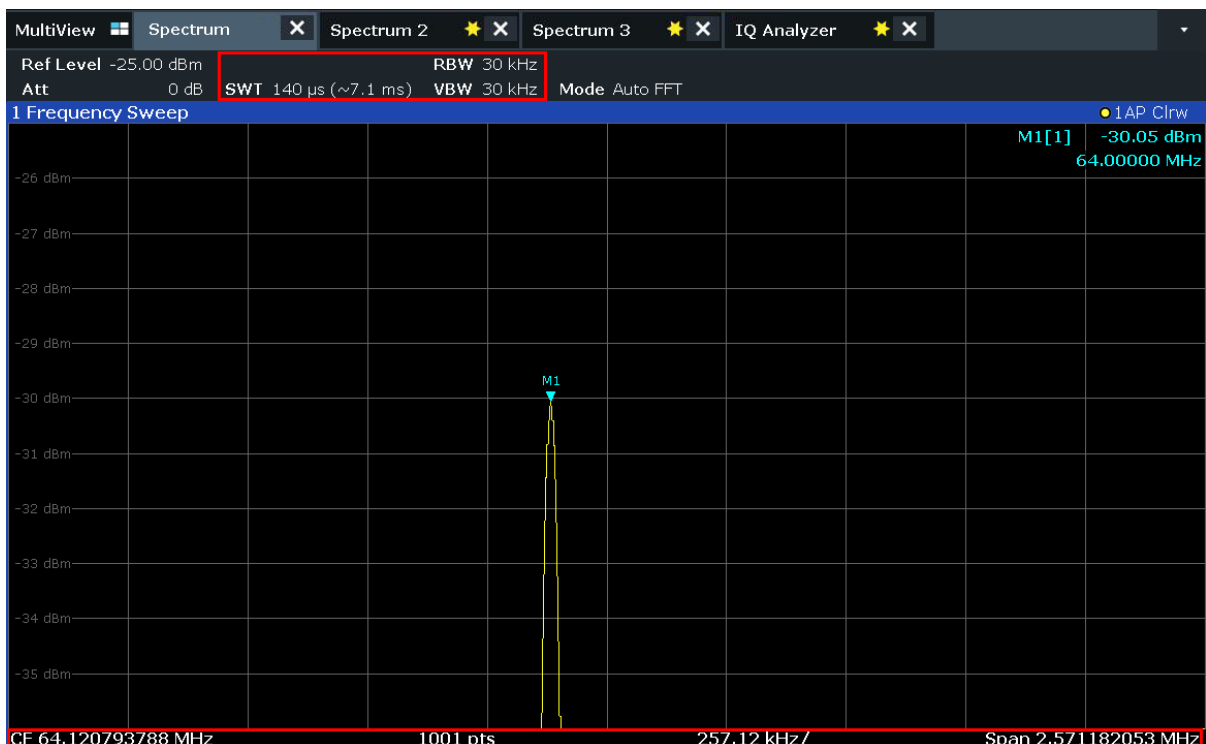 MultiView Spectrum Spectrum 2 Spectrum 3 IQ Analyzer
Ref Level -25.00 dBm RBW 30 kHz
Att 0 dB SWT 140 µs (~7.1 ms) VBW 30 kHz Mode Auto FFT
1 Frequency Sweep 1AP Clrw
M1[1] -30.05 dBm
64.00000 MHz
-26 dBm
-27 dBm
-28 dBm
-29 dBm
M1
-30 dBm
-31 dBm
-32 dBm
-33 dBm
-34 dBm
-35 dBm
CF 64.120793788 MHz 1001 pts 257.12 kHz/ Span 2.571182053 MHz